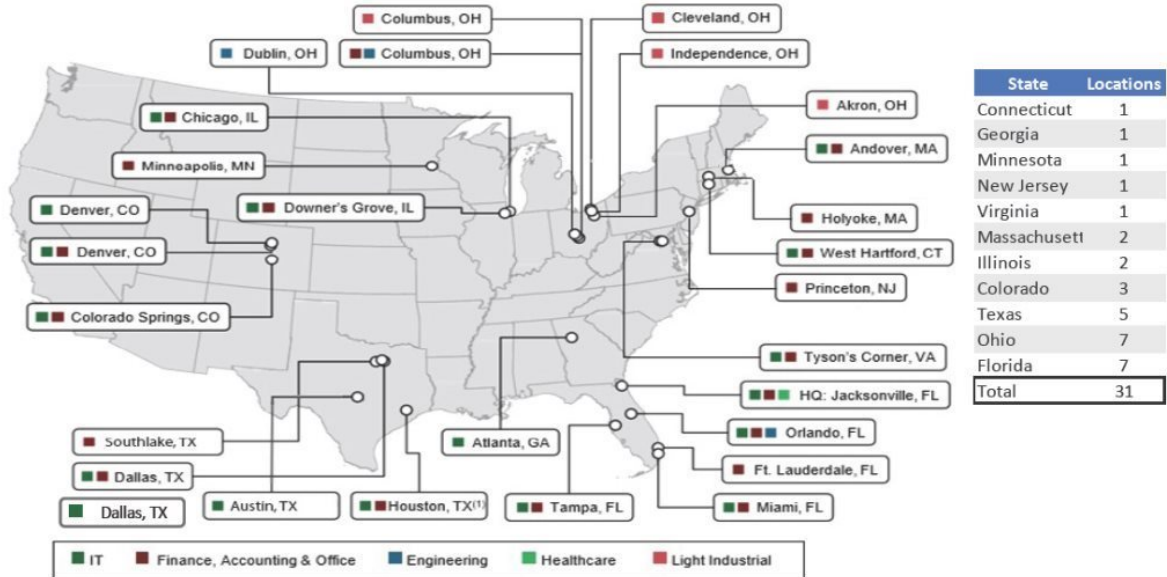 Columbus, OH
Cleveland, OH
Dublin, OH
Columbus, OH
Independence, OH
Chicago, IL
Akron, OH
Minneapolis, MN
Andover, MA
Denver, CO
Downer's Grove, IL
Holyoke, MA
Denver, CO
West Hartford, CT
Princeton, NJ
Colorado Springs, CO
Tyson's Corner, VA
HQ: Jacksonville, FL
Southlake, TX
Atlanta, GA
Orlando, FL
Dallas, TX
Ft. Lauderdale, FL
Dallas, TX
Austin, TX
Houston, TX(1)
Tampa, FL
Miami, FL
IT Finance, Accounting & Office Engineering Healthcare Light Industrial
State Locations
Connecticut 1
Georgia 1
Minnesota 1
New Jersey 1
Virginia 1
Massachusett 2
Illinois 2
Colorado 3
Texas 5
Ohio 7
Florida 7
Total 31